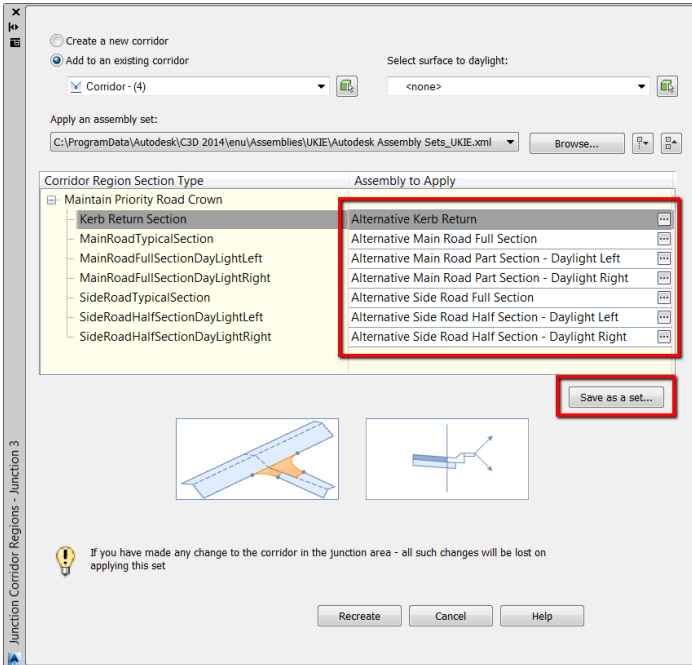 Create a new corridor
Add to an existing corridor
Select surface to daylight:
Corridor - (4)
<none>
Apply an assembly set:
C:\ProgramData\Autodesk\C3D 2014\enu\Assemblies\UKIE\Autodesk Assembly Sets_UKIE.xml
Browse...
Corridor Region Section Type
Assembly to Apply
Maintain Priority Road Crown
Kerb Return Section
Alternative Kerb Return
MainRoadTypicalSection
Alternative Main Road Full Section
MainRoadFullSectionDayLightLeft
Alternative Main Road Part Section - Daylight Left
MainRoadFullSectionDayLightRight
Alternative Main Road Part Section - Daylight Right
SideRoadTypicalSection
Alternative Side Road Full Section
SideRoadHalfSectionDayLightLeft
Alternative Side Road Half Section - Daylight Left
SideRoadHalfSectionDayLightRight
Alternative Side Road Half Section - Daylight Right
Save as a set...
If you have made any change to the corridor in the junction area - all such changes will be lost on
applying this set
Recreate
Cancel
Help
Junction Corridor Regions - Junction 3